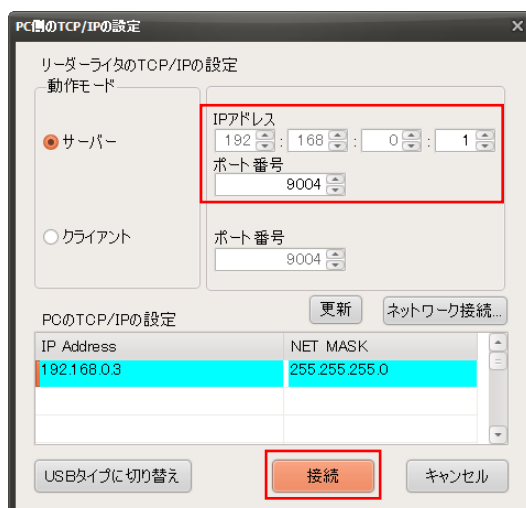 PC側のTCP/IPの設定
リーダーライタのTCP/IPの設定
動作モード
サーバー
IPアドレス
192 : 168 : 0 : 1
ポート番号
9004
クライアント
ポート番号
9004
PCのTCP/IPの設定
更新
ネットワーク接続...
IP Address NET MASK
192.168.0.3 255.255.255.0
USBタイプに切り替え
接続
キャンセル